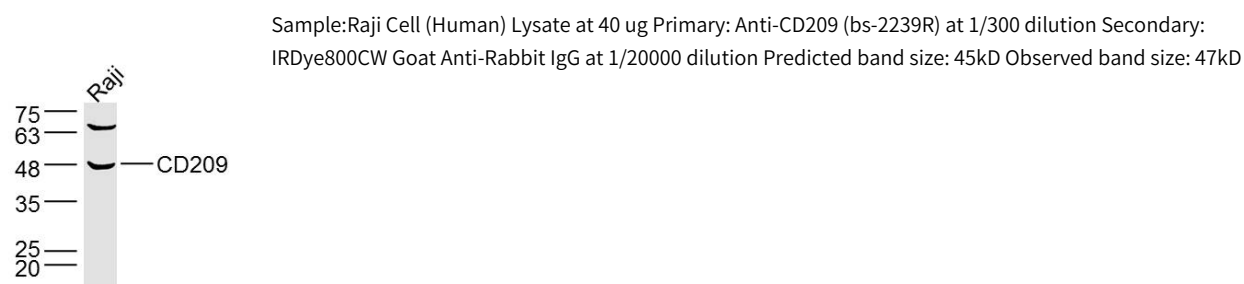 Sample:Raji Cell (Human) Lysate at 40 ug Primary: Anti-CD209 (bs-2239R) at 1/300 dilution Secondary:
IRDye800CW Goat Anti-Rabbit IgG at 1/20000 dilution Predicted band size: 45kD Observed band size: 47kD
Raji
75
63
48
CD209
35
25
20